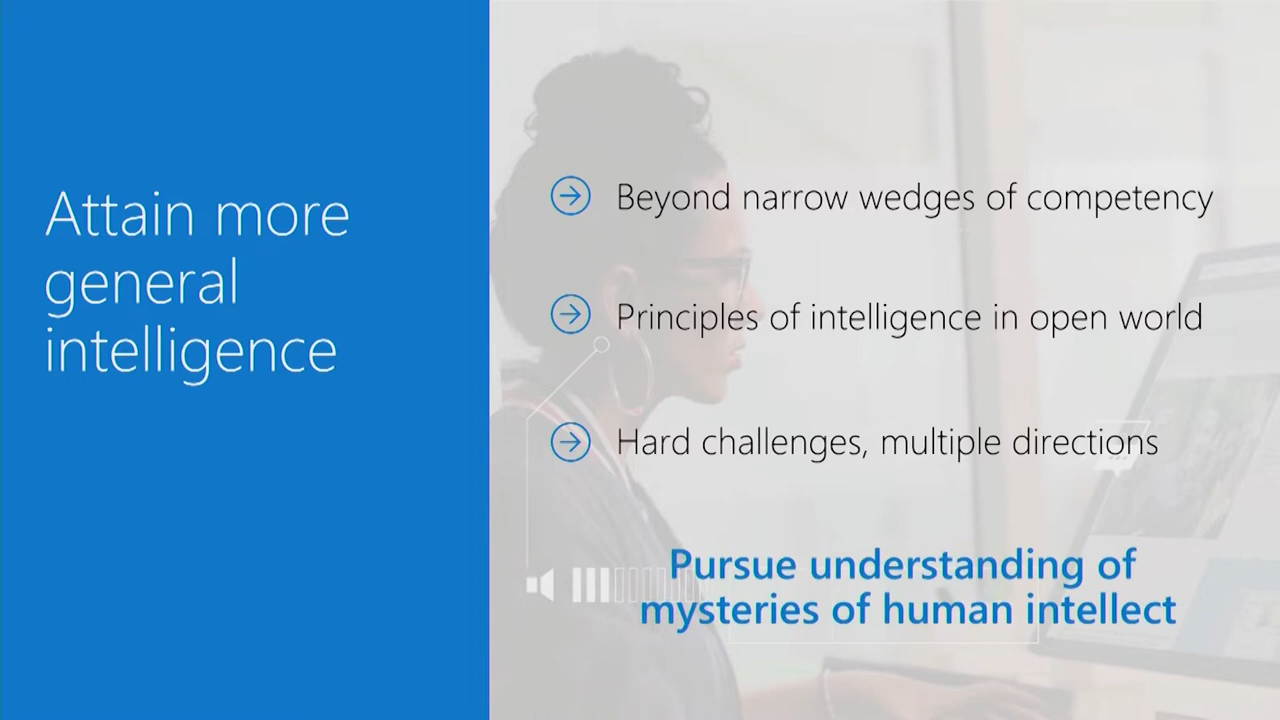 Attain more
general
intelligence
Beyond narrow wedges of competency
Principles of intelligence in open world
Hard challenges, multiple directions
Pursue understanding of
mysteries of human intellect